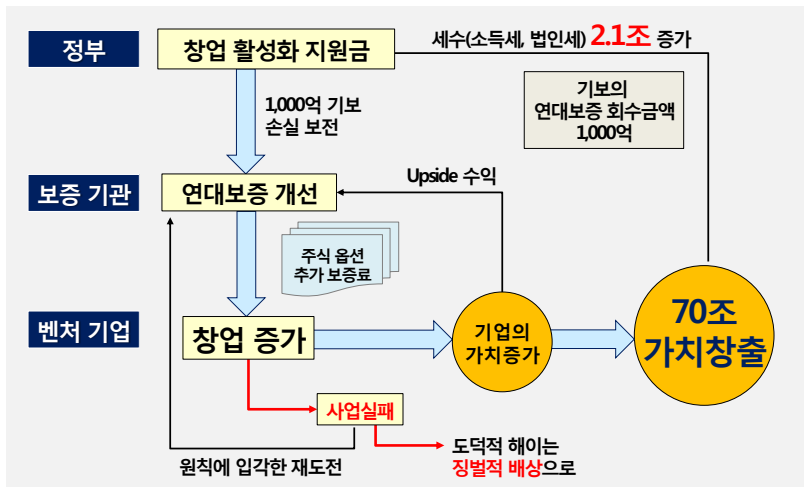 정부
창업 활성화 지원금
세수(소득세, 법인세) 2.1조 증가
1,000억 기보
손실 보전
기보의
연대보증 회수금액
1,000억
보증 기관
연대보증 개선
Upside 수익
주식 옵션
추가 보증료
벤처 기업
창업 증가
기업의
가치증가
70조
가치창출
사업실패
원칙에 입각한 재도전
도덕적 해이는
징벌적 배상으로